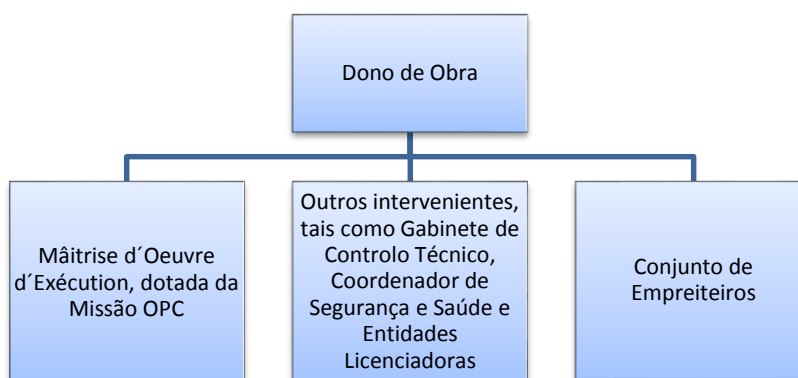 Dono de Obra
Mâitrise d´Oeuvre
d´Exécution, dotada da
Missão OPC
Outros intervenientes,
tais como Gabinete de
Controlo Técnico,
Coordenador de
Segurança e Saúde e
Entidades
Licenciadoras
Conjunto de
Empreiteiros